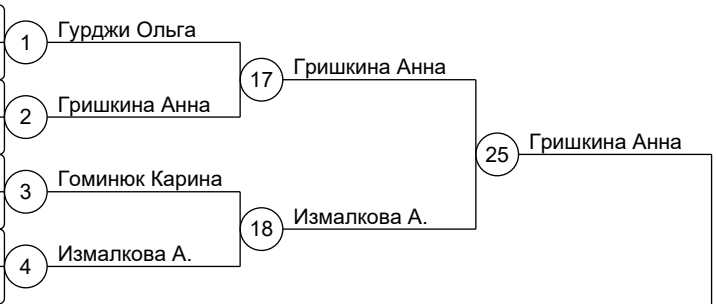 1 Гурджи Ольга
17 Гришкина Анна
2 Гришкина Анна
25 Гришкина Анна
3 Гоминюк Карина
18 Измалкова А.
4 Измалкова А.